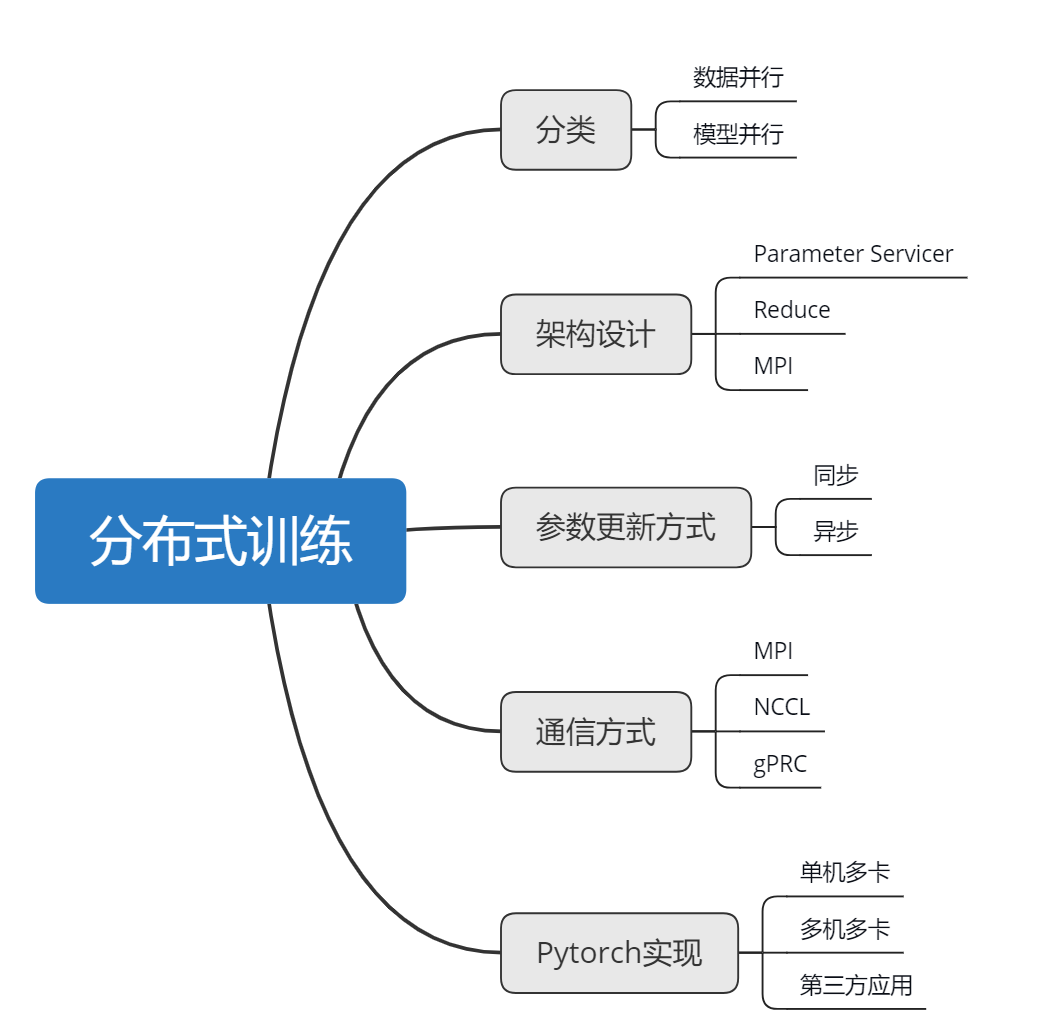 分布式训练
分类
数据并行
模型并行
架构设计
Parameter Servicer
Reduce
MPI
参数更新方式
同步
异步
通信方式
MPI
NCCL
gPRC
Pytorch实现
单机多卡
多机多卡
第三方应用